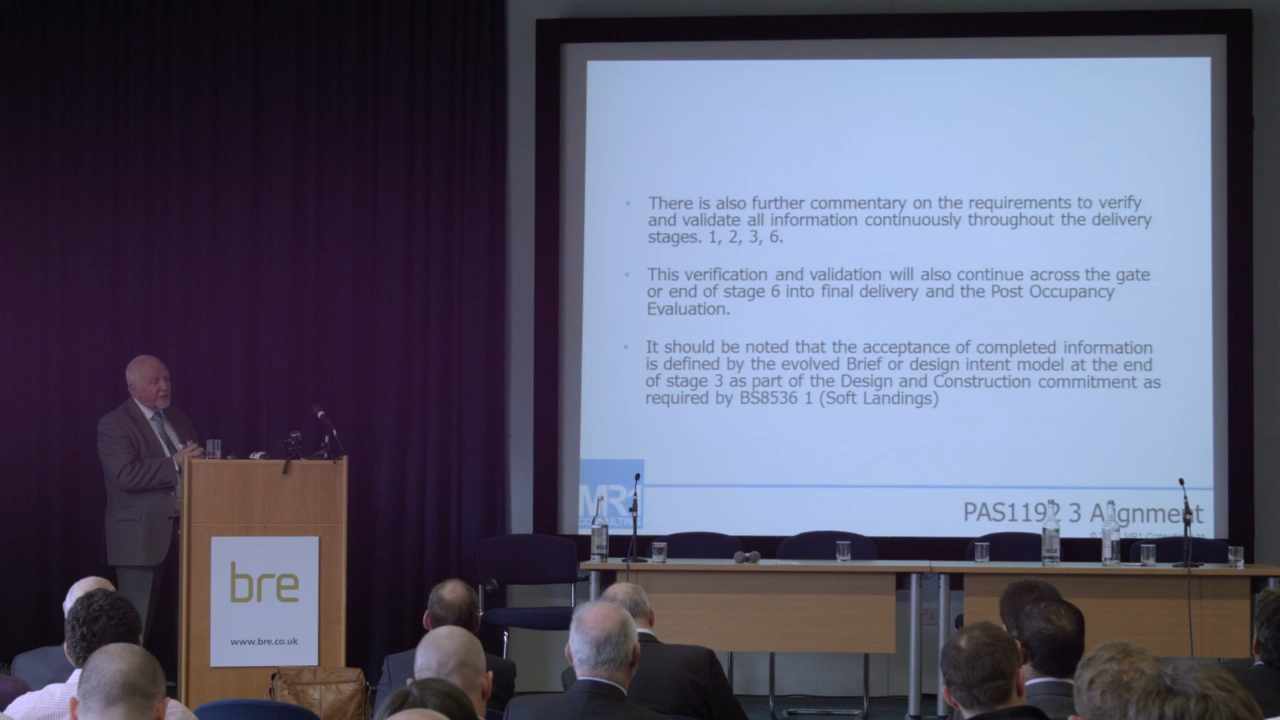 There is also further commentary on the requirements to verify
and validate all information continuously throughout the delivery
stages. 1, 2, 3, 6.
This verification and validation will also continue across the gate
or end of stage 6 into final delivery and the Post Occupancy
Evaluation.
It should be noted that the acceptance of completed information
is defined by the evolved Brief or design intent model at the end
of stage 3 as part of the Design and Construction commitment as
required by BS8536 1 (Soft Landings)
MR1
PAS1192 3 Alignment
bre
www.bre.co.uk